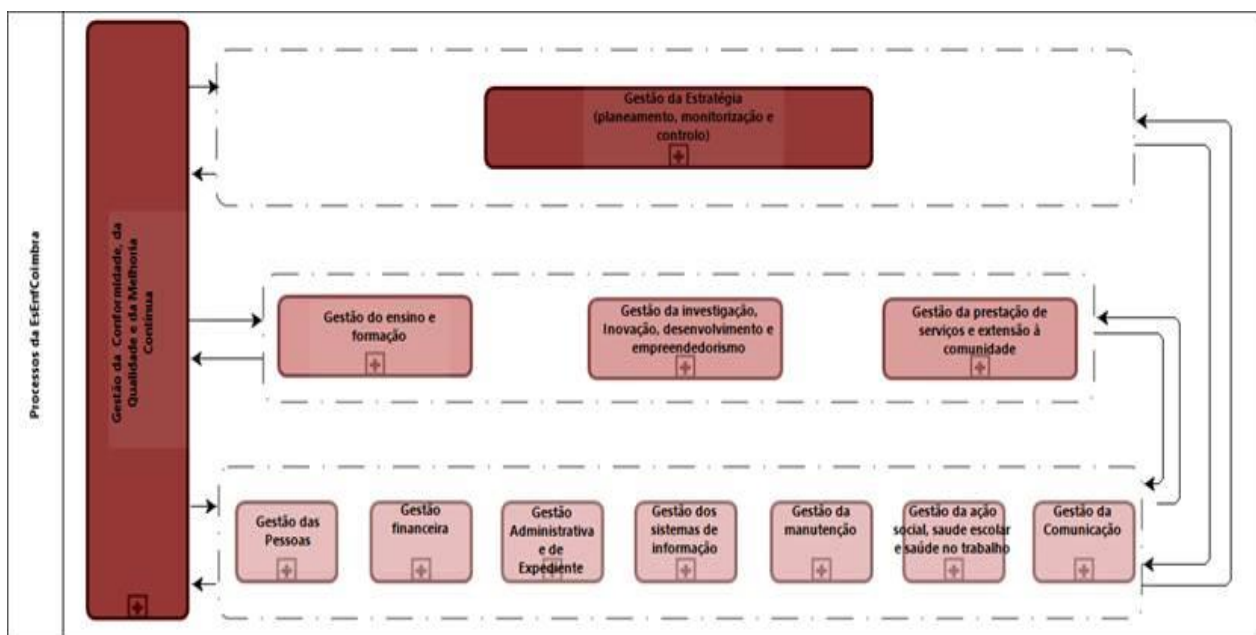 Processos da EsEnfCoimbra
Gestão da Conformidade, da
Qualidade e da Melhoria
Contínua
Gestão da Estratégia
(planeamento, monitorização e
controlo)
Gestão do ensino e
formação
Gestão da investigação,
Inovação, desenvolvimento e
empreendedorismo
Gestão da prestação de
serviços e extensão à
comunidade
Gestão das
Pessoas
Gestão
financeira
Gestão
Administrativa
e de
Expediente
Gestão dos
sistemas de
informação
Gestão da
manutenção
Gestão da ação
social, saude escolar
e saúde no trabalho
Gestão da
Comunicação